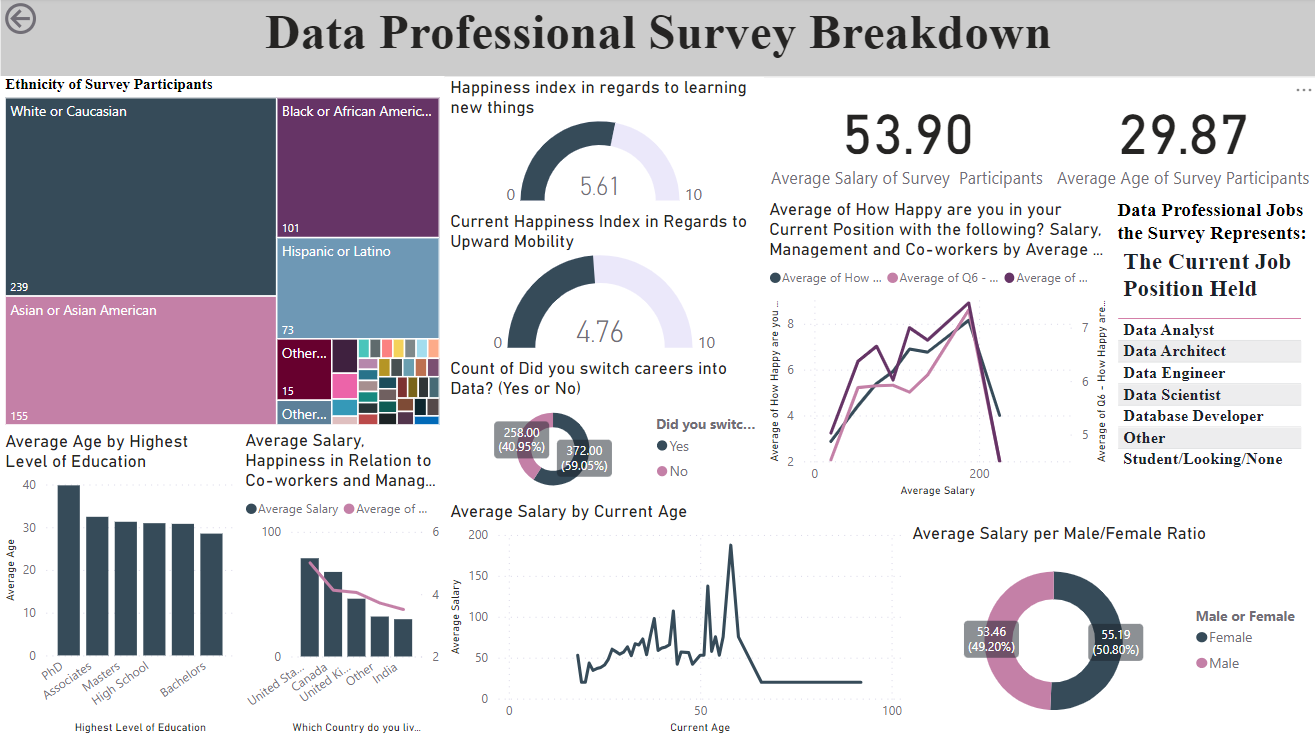 Data Professional Survey Breakdown
Ethnicity of Survey Participants
White or Caucasian
239
Asian or Asian American
155
Black or African Americ...
101
Hispanic or Latino
73
Other...
15
Other...
Happiness index in regards to learning
new things
5.61
0
10
Current Happiness Index in Regards to
Upward Mobility
4.76
0
10
Count of Did you switch careers into
Data? (Yes or No)
258.00
(40.95%)
372.00
(59.05%)
Did you switc...
Yes
No
53.90
Average Salary of Survey Participants
29.87
Average Age of Survey Participants
Average of How Happy are you in your
Current Position with the following? Salary,
Management and Co-workers by Average ...
Average of How ...
Average of Q6 - ...
Average of ...
Average of How Happy are you ...
8
6
4
2
0
200
Average Salary
7
6
5
Average of Q6 - How Happy are...
Data Professional Jobs
the Survey Represents:
The Current Job
Position Held
Data Analyst
Data Architect
Data Engineer
Data Scientist
Database Developer
Other
Student/Looking/None
Average Age by Highest
Level of Education
Average Age
40
30
20
10
0
PhD
Associates
Masters
High School
Bachelors
Highest Level of Education
Average Salary,
Happiness in Relation to
Co-workers and Manag...
Average Salary
Average of ...
100
0
6
4
2
United Sta...
Canada
United Ki...
Other
India
Which Country do you liv...
Average Salary by Current Age
Average Salary
200
150
100
50
0
0
50
100
Current Age
Average Salary per Male/Female Ratio
53.46
(49.20%)
55.19
(50.80%)
Male or Female
Female
Male